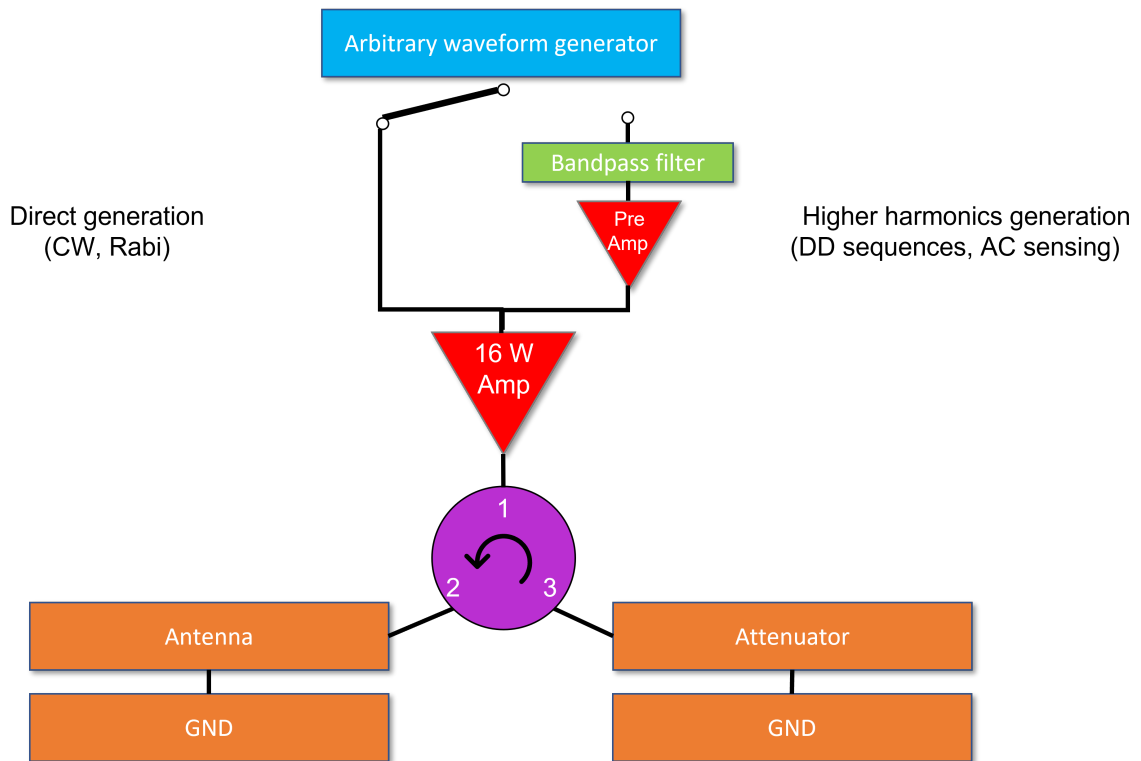 Arbitrary waveform generator
Bandpass filter
Direct generation
(CW, Rabi)
Pre
Amp
Higher harmonics generation
(DD sequences, AC sensing)
16 W
Amp
1
2
3
Antenna
Attenuator
GND
GND